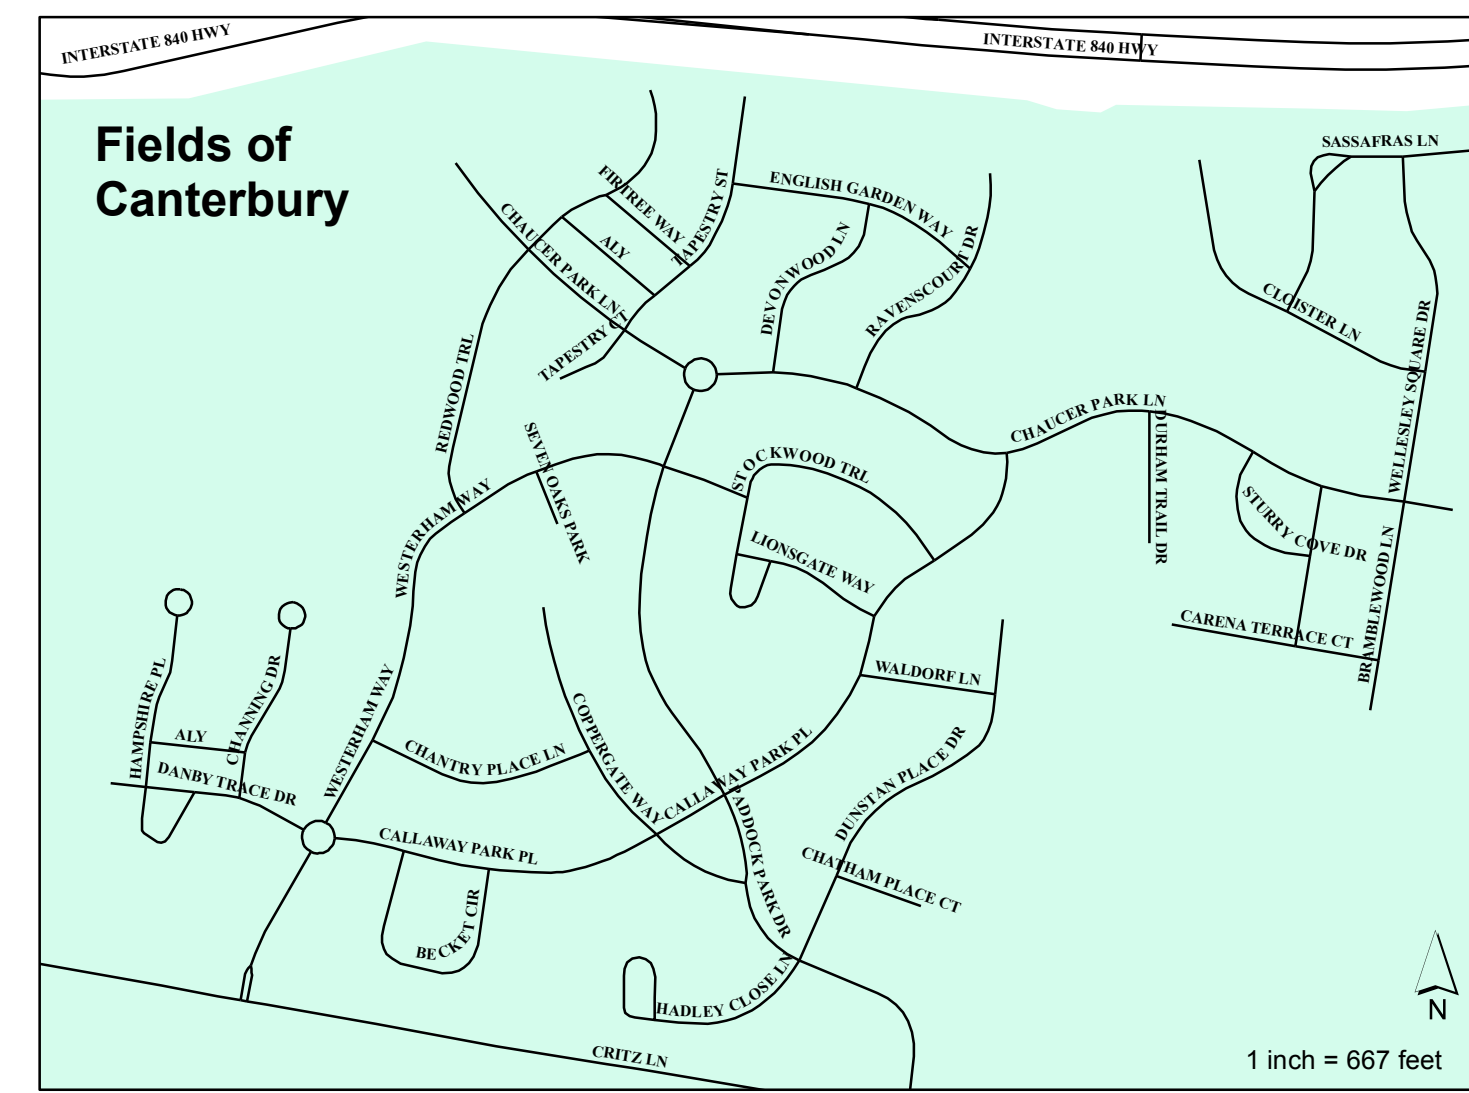 INTERSTATE 840 HWY
INTERSTATE 840 HWY
Fields of
Canterbury
SASSAFRAS LN
FIRTREE WAY
TAPESTRY ST
ENGLISH GARDEN WAY
CHAUCER PARK LN
ALY
DEVONWOOD LN
RAVENSCOURT DR
CLOISTER LN
TAPESTRY CT
REDWOOD TRL
WELLESLEY SQUARE DR
CHAUCER PARK LN
DURHAM TRAIL DR
SEVEN OAKS PARK
STOCKWOOD TRL
WESTERHAM WAY
LIONSGATE WAY
STURRY COVE DR
BRAMBLEWOOD LN
CARENA TERRACE CT
HAMPSHIRE PL
CHANNING DR
WALDORF LN
WESTERHAM WAY
COPPERGATE WAY
ALY
CHANTRY PLACE LN
CALLAWAY PARK PL
DUNSTAN PLACE DR
DANBY TRACE DR
CALLAWAY PARK PL
PADDOCK PARK DR
CHATHAM PLACE CT
BECKET CIR
HADLEY CLOSE LN
CRITZ LN
N
1 inch = 667 feet